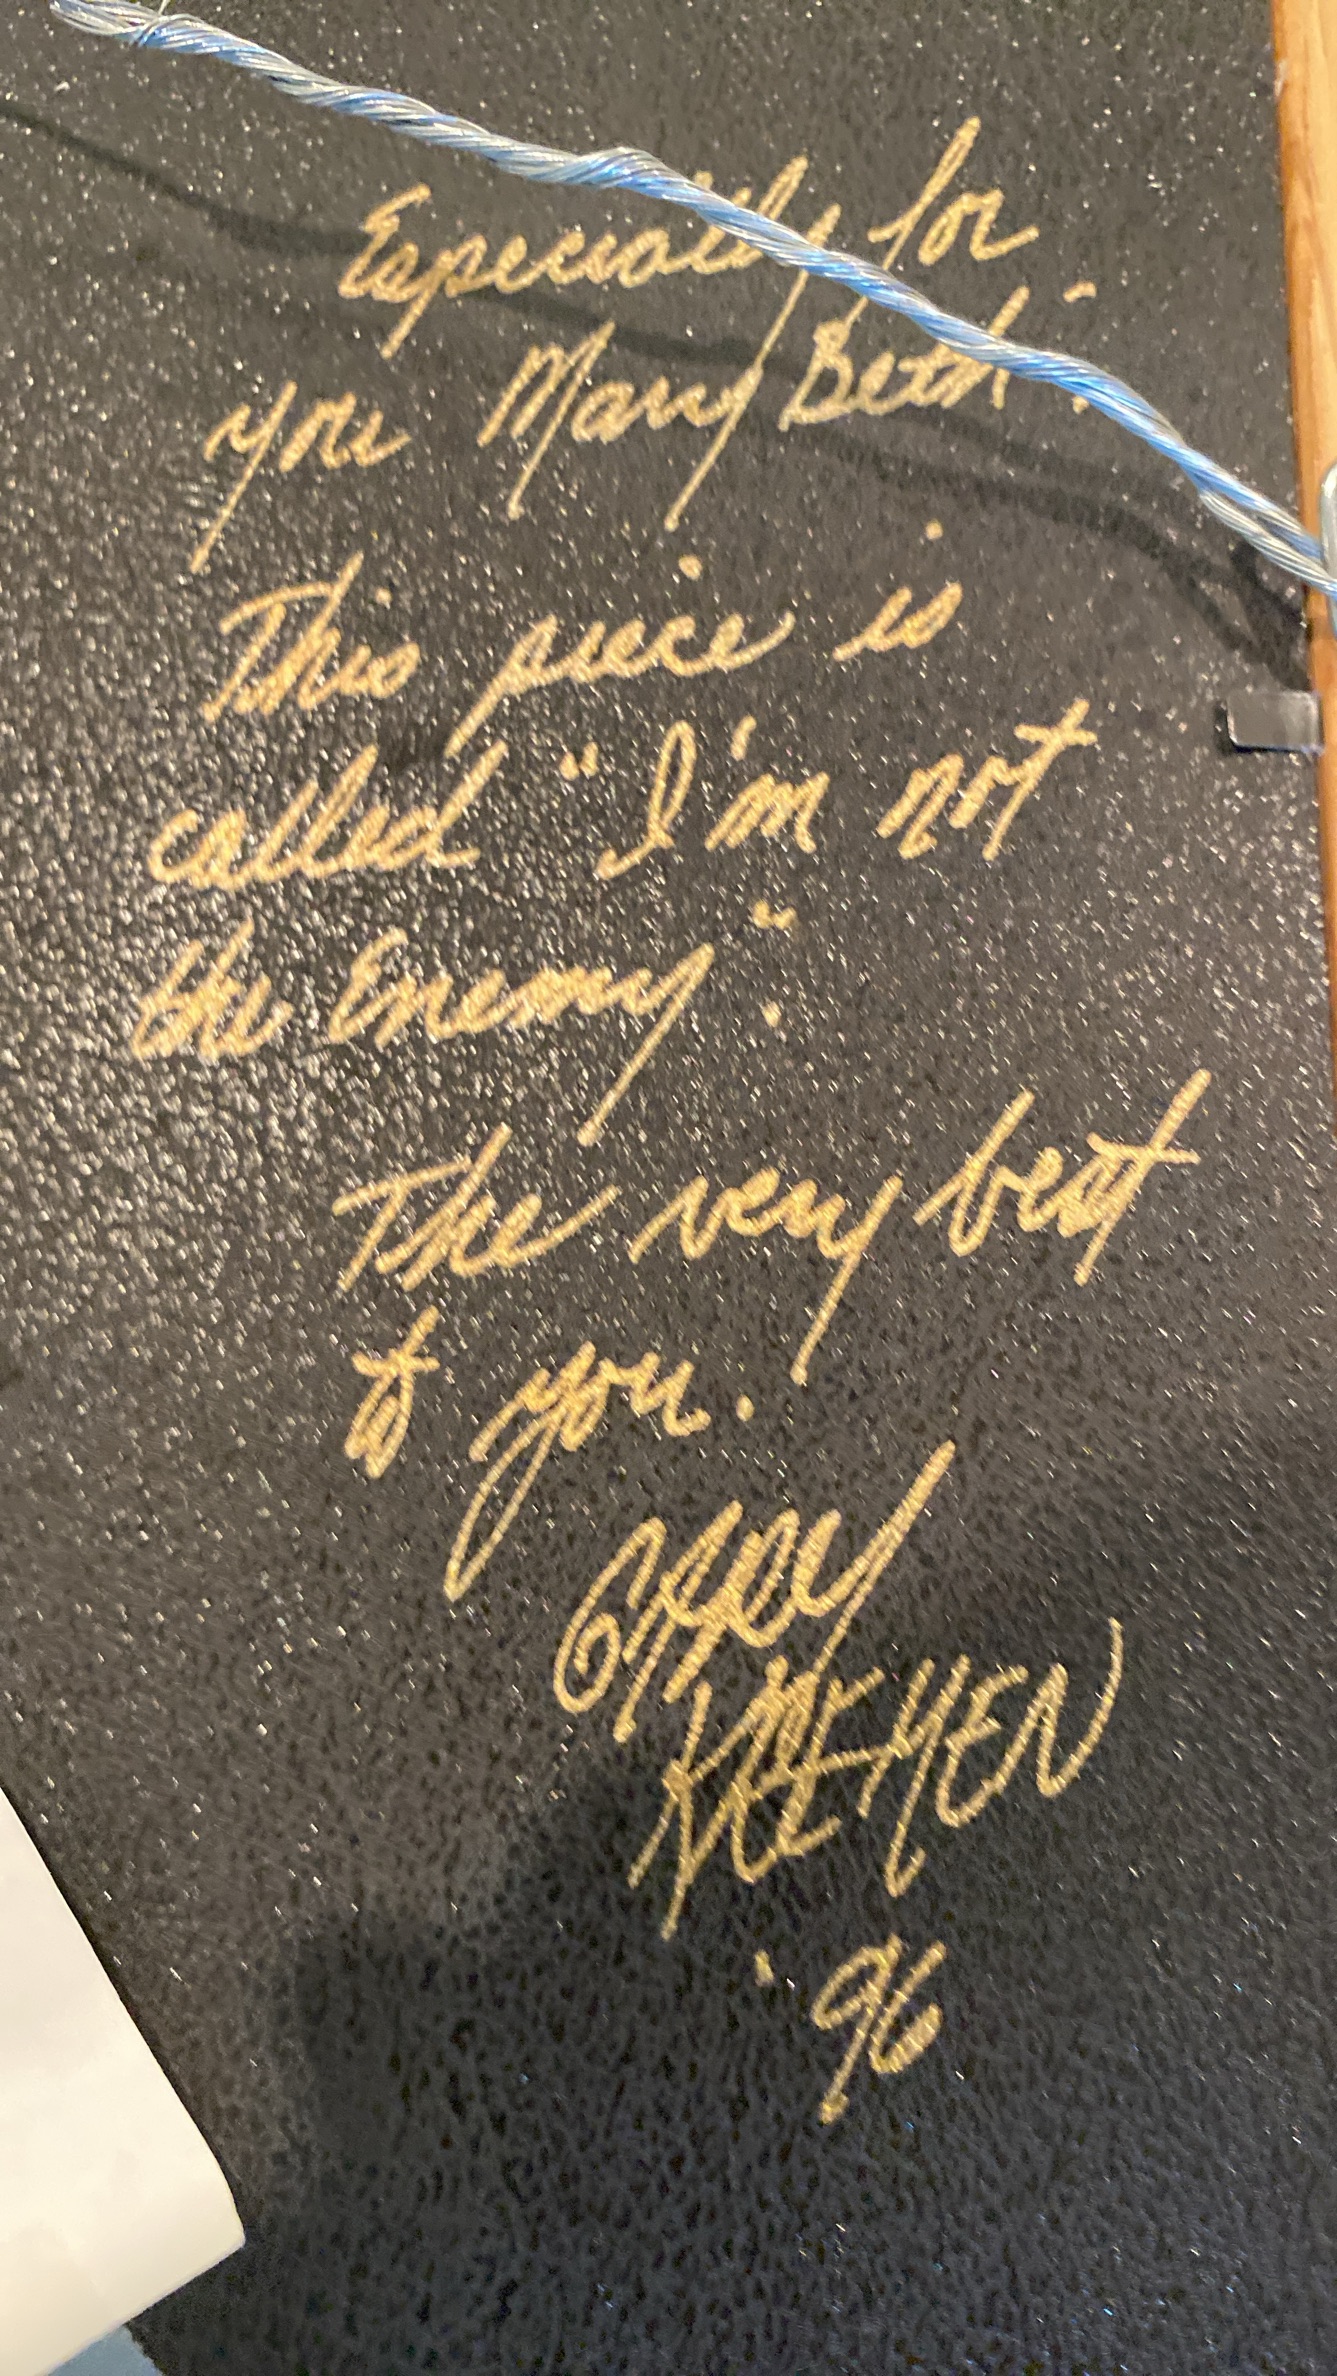 Especially for
you Mary Beth!
This piece is
called "I'm not
the Enemy".
The very best
to you.
'96